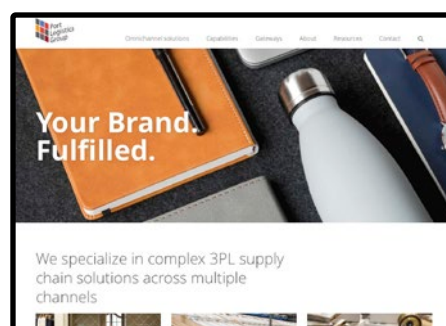 Port
Logistics
Group
Omnichannel solutions
Capabilities
Gateways
About
Resources
Contact
Your Brand.
Fulfilled.
We specialize in complex 3PL supply
chain solutions across multiple
channels